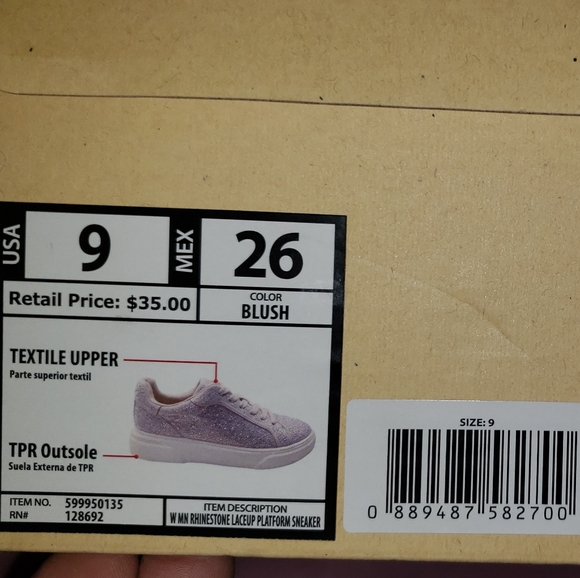 USA
9
MEX
26
Retail Price: $35.00
COLOR
BLUSH
TEXTILE UPPER
Parte superior textil
TPR Outsole
Suela Externa de TPR
ITEM NO. 599950135
RN# 128692
ITEM DESCRIPTION
W MN RHINESTONE LACEUP PLATFORM SNEAKER
SIZE: 9
0 889487 582700